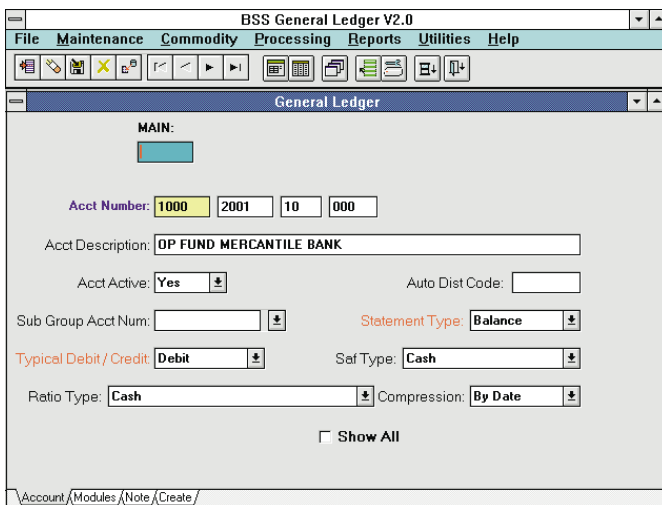 BSS General Ledger V2.0
File Maintenance Commodity Processing Reports Utilities Help
General Ledger
MAIN:
Acct Number: 1000 2001 10 000
Acct Description: OP FUND MERCANTILE BANK
Acct Active: Yes Auto Dist Code:
Sub Group Acct Num: Statement Type: Balance
Typical Debit / Credit: Debit Saf Type: Cash
Ratio Type: Cash Compression: By Date
Show All
Account Modules Note Create